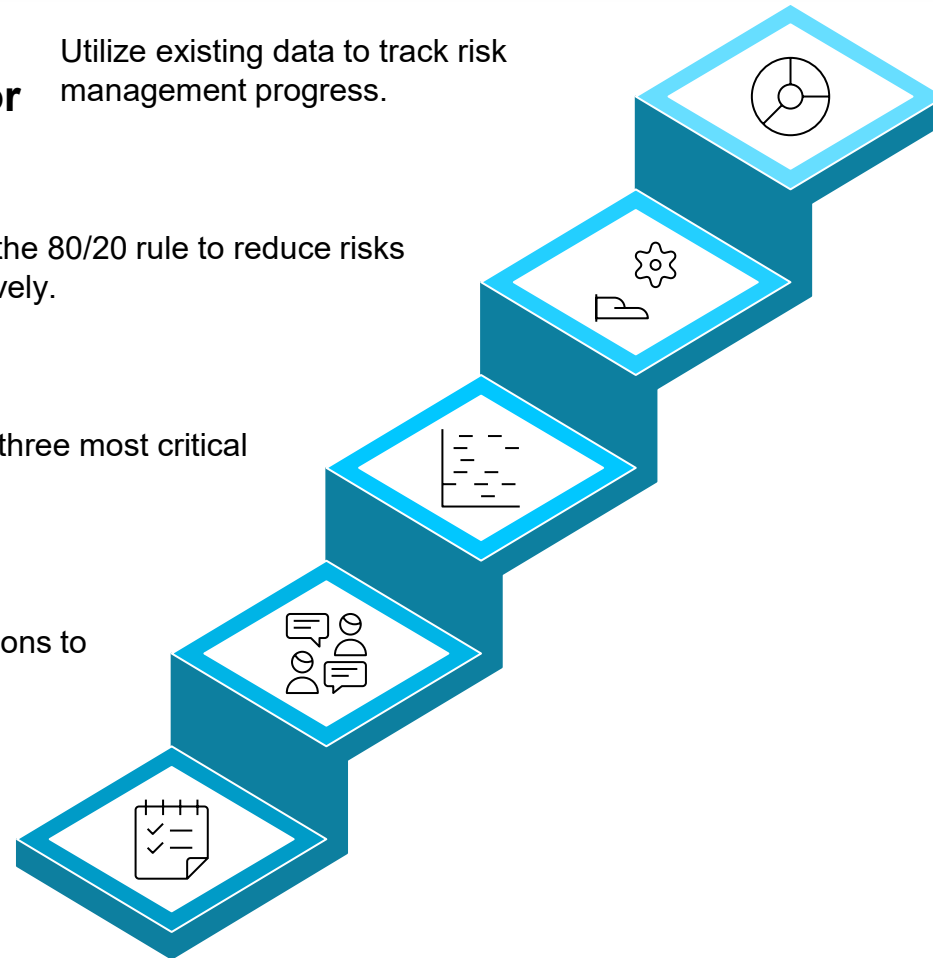 Utilize existing data to track risk
or management progress.
the 80/20 rule to reduce risks
vely.
three most critical
ons to